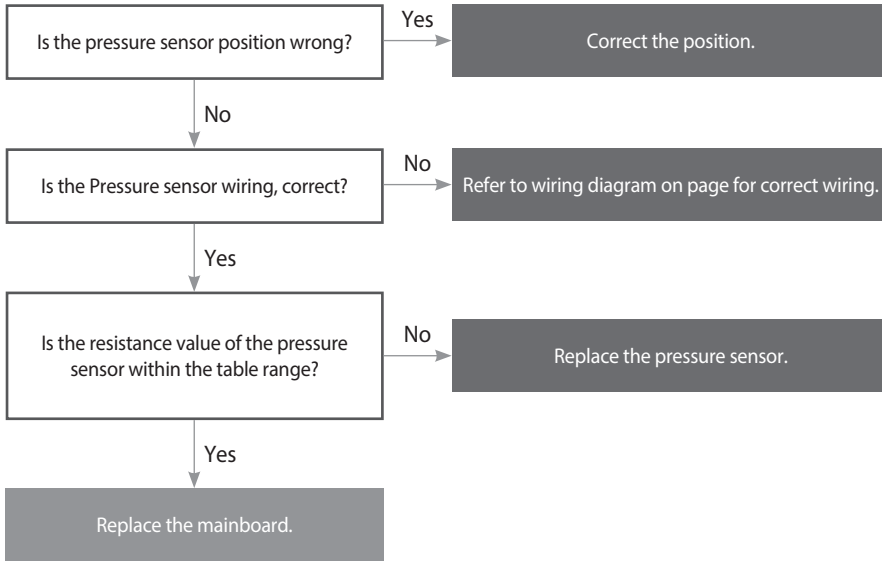 Is the pressure sensor position wrong?
Yes
Correct the position.
No
Is the Pressure sensor wiring, correct?
No
Refer to wiring diagram on page for correct wiring.
Yes
Is the resistance value of the pressure
sensor within the table range?
No
Replace the pressure sensor.
Yes
Replace the mainboard.